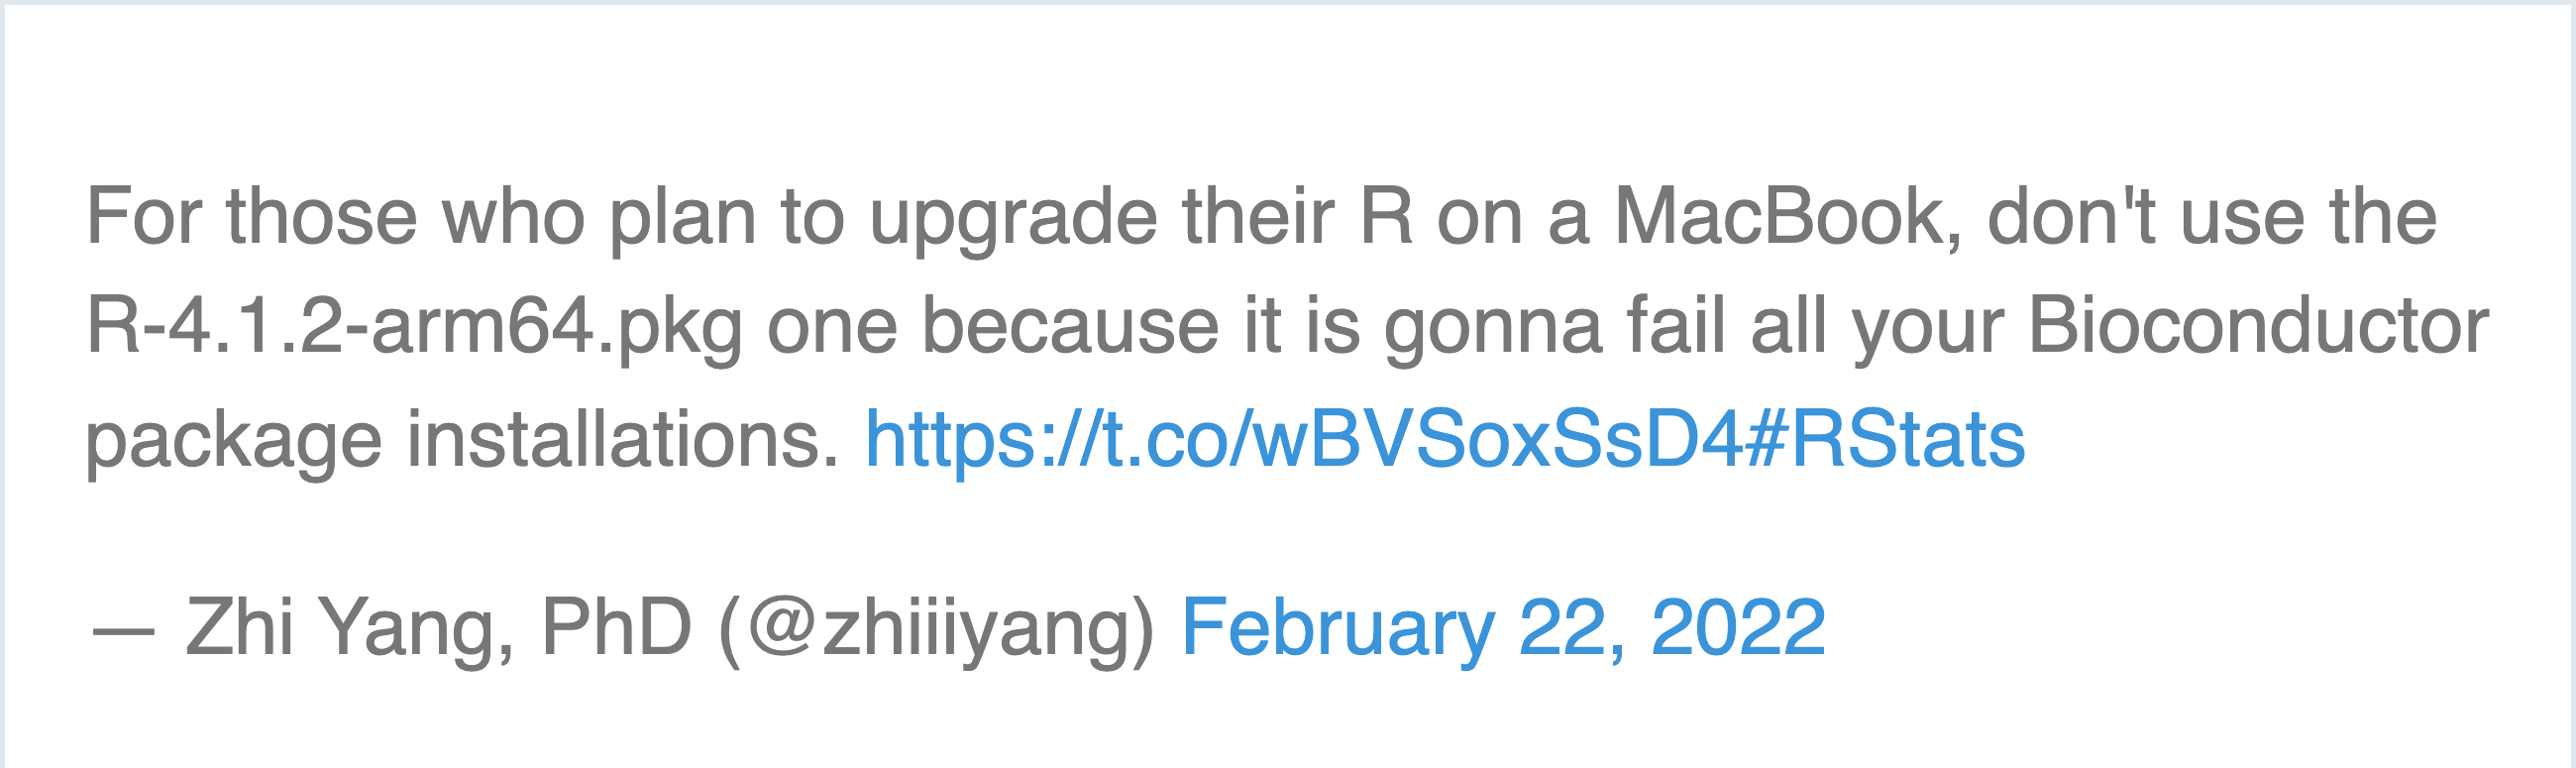 For those who plan to upgrade their R on a MacBook, don't use the
R-4.1.2-arm64.pkg one because it is gonna fail all your Bioconductor
package installations. https://t.co/wBVSoxSsD4#RStats
— Zhi Yang, PhD (@zhiiiyang) February 22, 2022